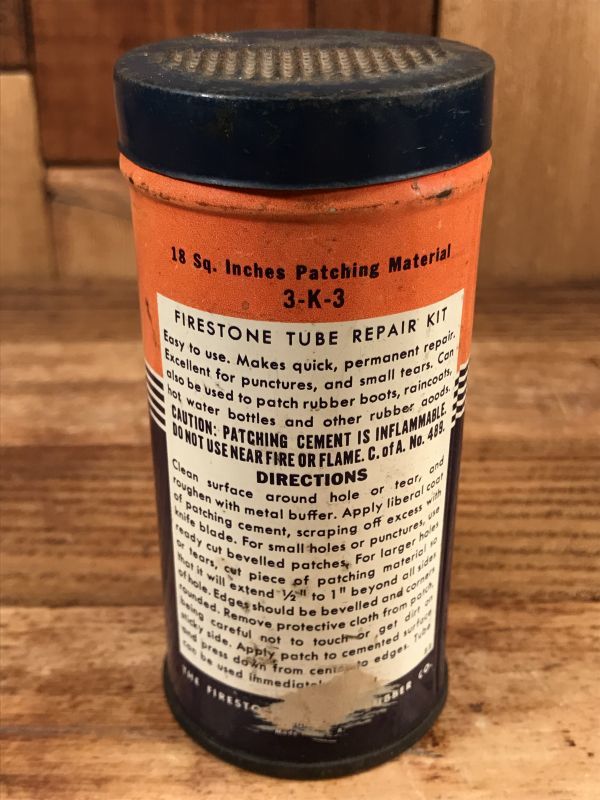 18 Sq. Inches Patching Material
3-K-3
FIRESTONE TUBE REPAIR KIT
Easy to use. Makes quick, permanent repair.
Excellent for punctures, and small tears. Can
also be used to patch rubber boots, raincoats,
hot water bottles and other rubber goods.
CAUTION: PATCHING CEMENT IS INFLAMMABLE.
DO NOT USE NEAR FIRE OR FLAME. C. of A. No. 489.
DIRECTIONS
Clean surface around hole or tear, and
roughen with metal buffer. Apply liberal coat
of patching cement, scraping off excess with
knife blade. For small holes or punctures, use
ready cut bevelled patches. For larger holes
or tears, cut piece of patching material so
that it will extend ½" to 1" beyond all sides
of hole. Edges should be bevelled and corners
rounded. Remove protective cloth from patch,
being careful not to touch or get dirt on
sticky side. Apply patch to cemented surface
and press down from center to edges. Tube
can be used immediately
THE FIRESTO RUBBER CO.